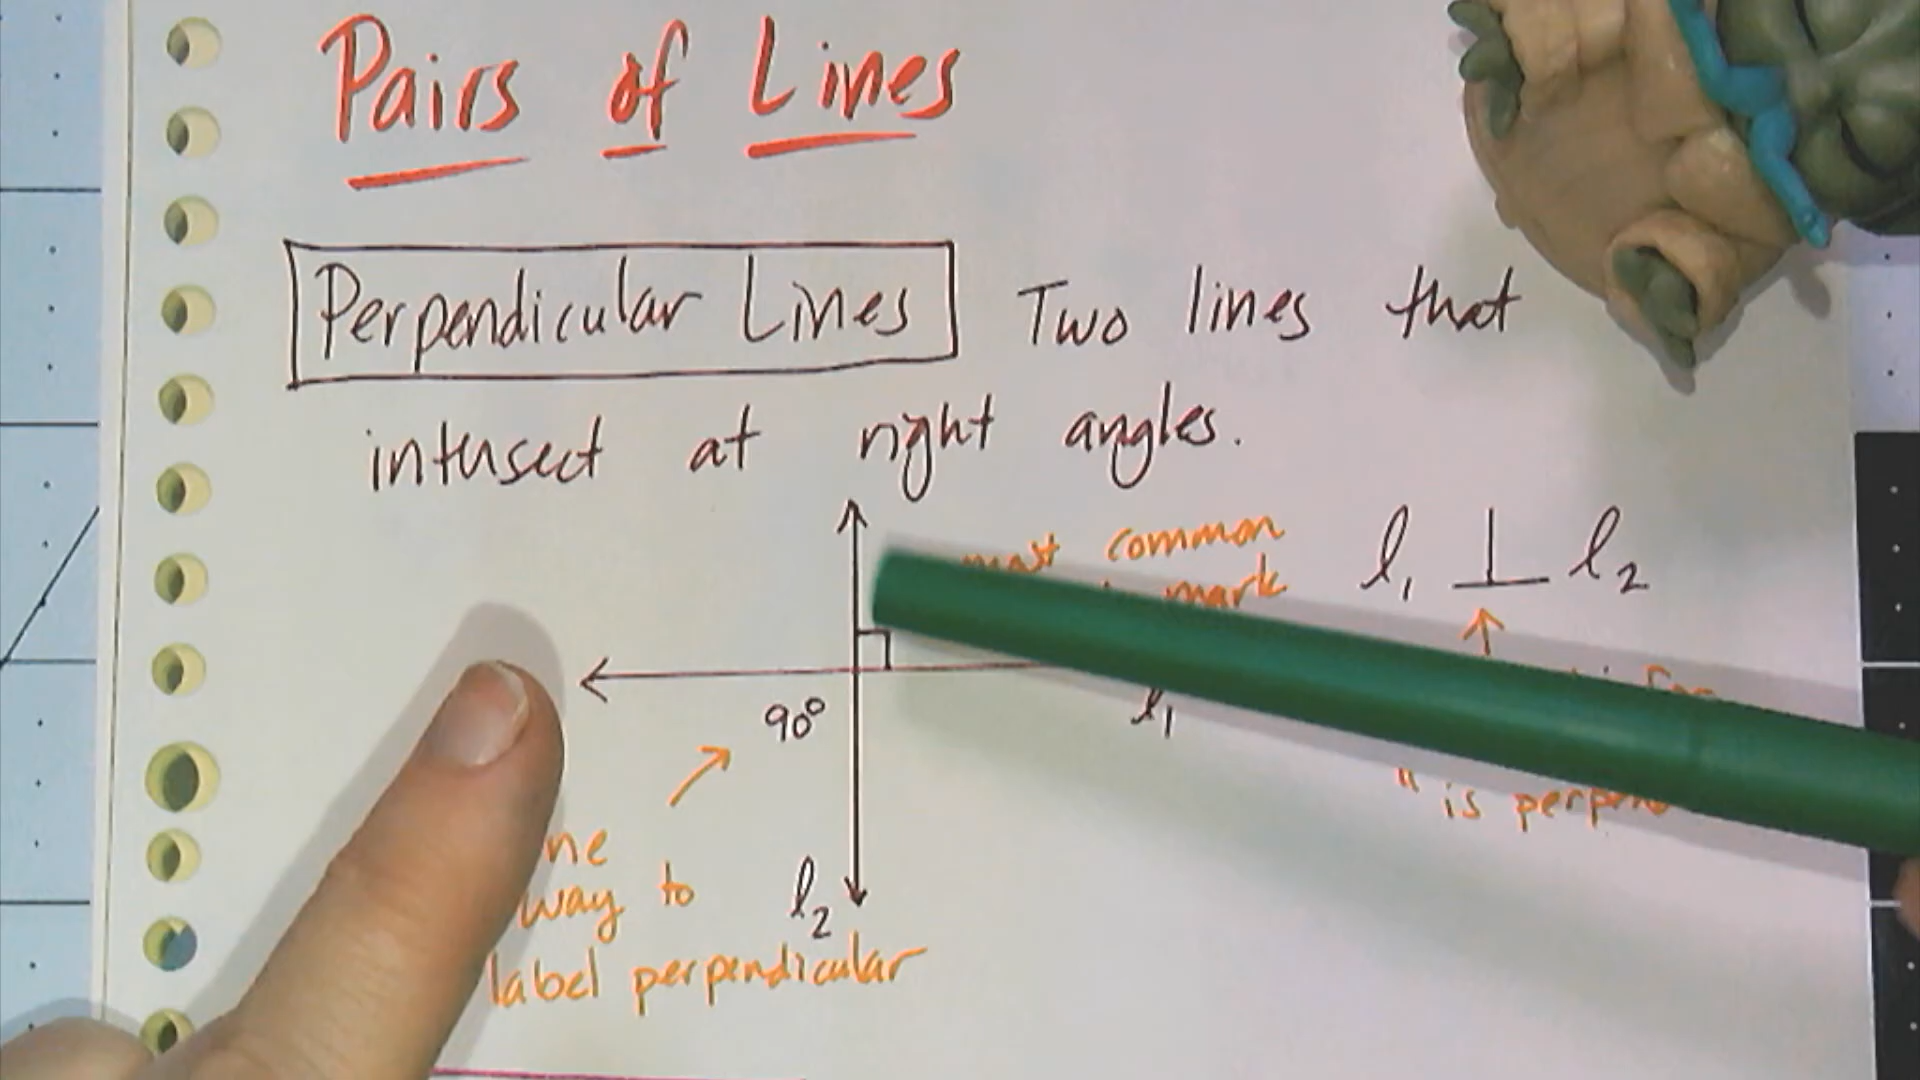 Pairs of Lines
Perpendicular Lines Two lines that
intersect at right angles.
most common
mark
l₁ ⊥ l₂
90°
l₁
way to
l₂
label perpendicular
" is